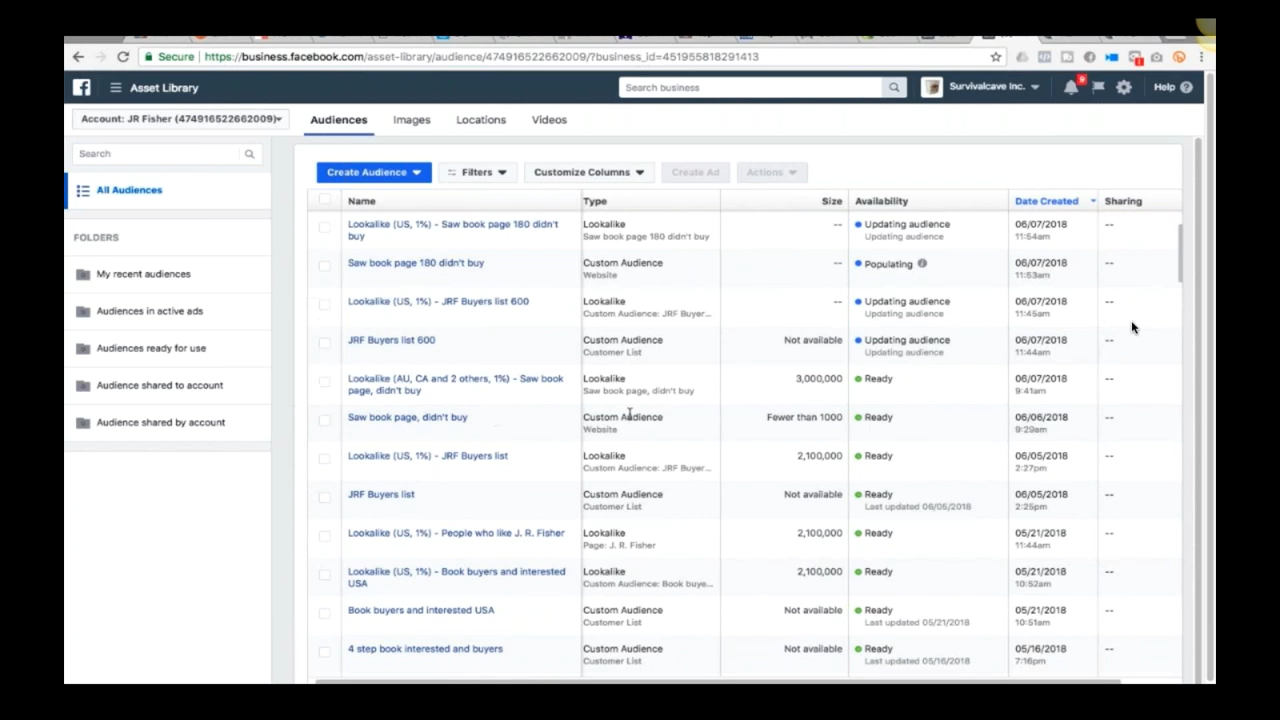 Secure https://business.facebook.com/asset-library/audience/474916522662009/?business_id=451955818291413
Asset Library
Search business
Survivalcave Inc.
9
Help
Account: JR Fisher (474916522662009)
Audiences Images Locations Videos
Search
All Audiences
FOLDERS
My recent audiences
Audiences in active ads
Audiences ready for use
Audience shared to account
Audience shared by account
Create Audience Filters Customize Columns Create Ad Actions
Name Type Size Availability Date Created Sharing
Lookalike (US, 1%) - Saw book page 180 didn't Lookalike -- Updating audience 06/07/2018 --
buy Saw book page 180 didn't buy Updating audience 11:54am
Saw book page 180 didn't buy Custom Audience -- Populating 06/07/2018 --
Website 11:53am
Lookalike (US, 1%) - JRF Buyers list 600 Lookalike -- Updating audience 06/07/2018 --
Custom Audience: JRF Buyer... Updating audience 11:45am
JRF Buyers list 600 Custom Audience Not available Updating audience 06/07/2018 --
Customer List Updating audience 11:44am
Lookalike (AU, CA and 2 others, 1%) - Saw book Lookalike 3,000,000 Ready 06/07/2018 --
page, didn't buy Saw book page, didn't buy 9:41am
Saw book page, didn't buy Custom Audience Fewer than 1000 Ready 06/06/2018 --
Website 9:29am
Lookalike (US, 1%) - JRF Buyers list Lookalike 2,100,000 Ready 06/05/2018 --
Custom Audience: JRF Buyer... 2:27pm
JRF Buyers list Custom Audience Not available Ready 06/05/2018 --
Customer List Last updated 06/05/2018 2:25pm
Lookalike (US, 1%) - People who like J. R. Fisher Lookalike 2,100,000 Ready 05/21/2018 --
Page: J. R. Fisher 11:44am
Lookalike (US, 1%) - Book buyers and interested Lookalike 2,100,000 Ready 05/21/2018 --
USA Custom Audience: Book buye... 10:52am
Book buyers and interested USA Custom Audience Not available Ready 05/21/2018 --
Customer List Last updated 05/21/2018 10:51am
4 step book interested and buyers Custom Audience Not available Ready 05/16/2018 --
Customer List Last updated 05/16/2018 7:16pm